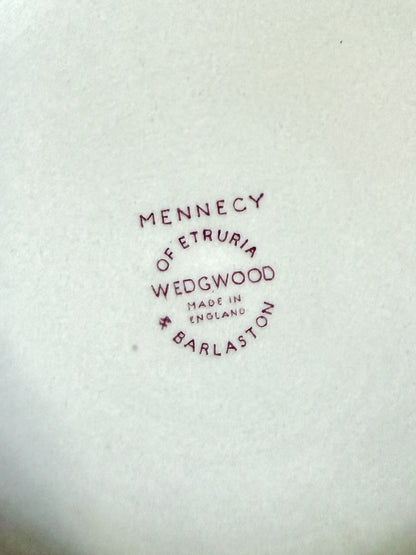 MENNECY
OF ETRURIA
WEDGWOOD
MADE IN
ENGLAND
& BARLASTON